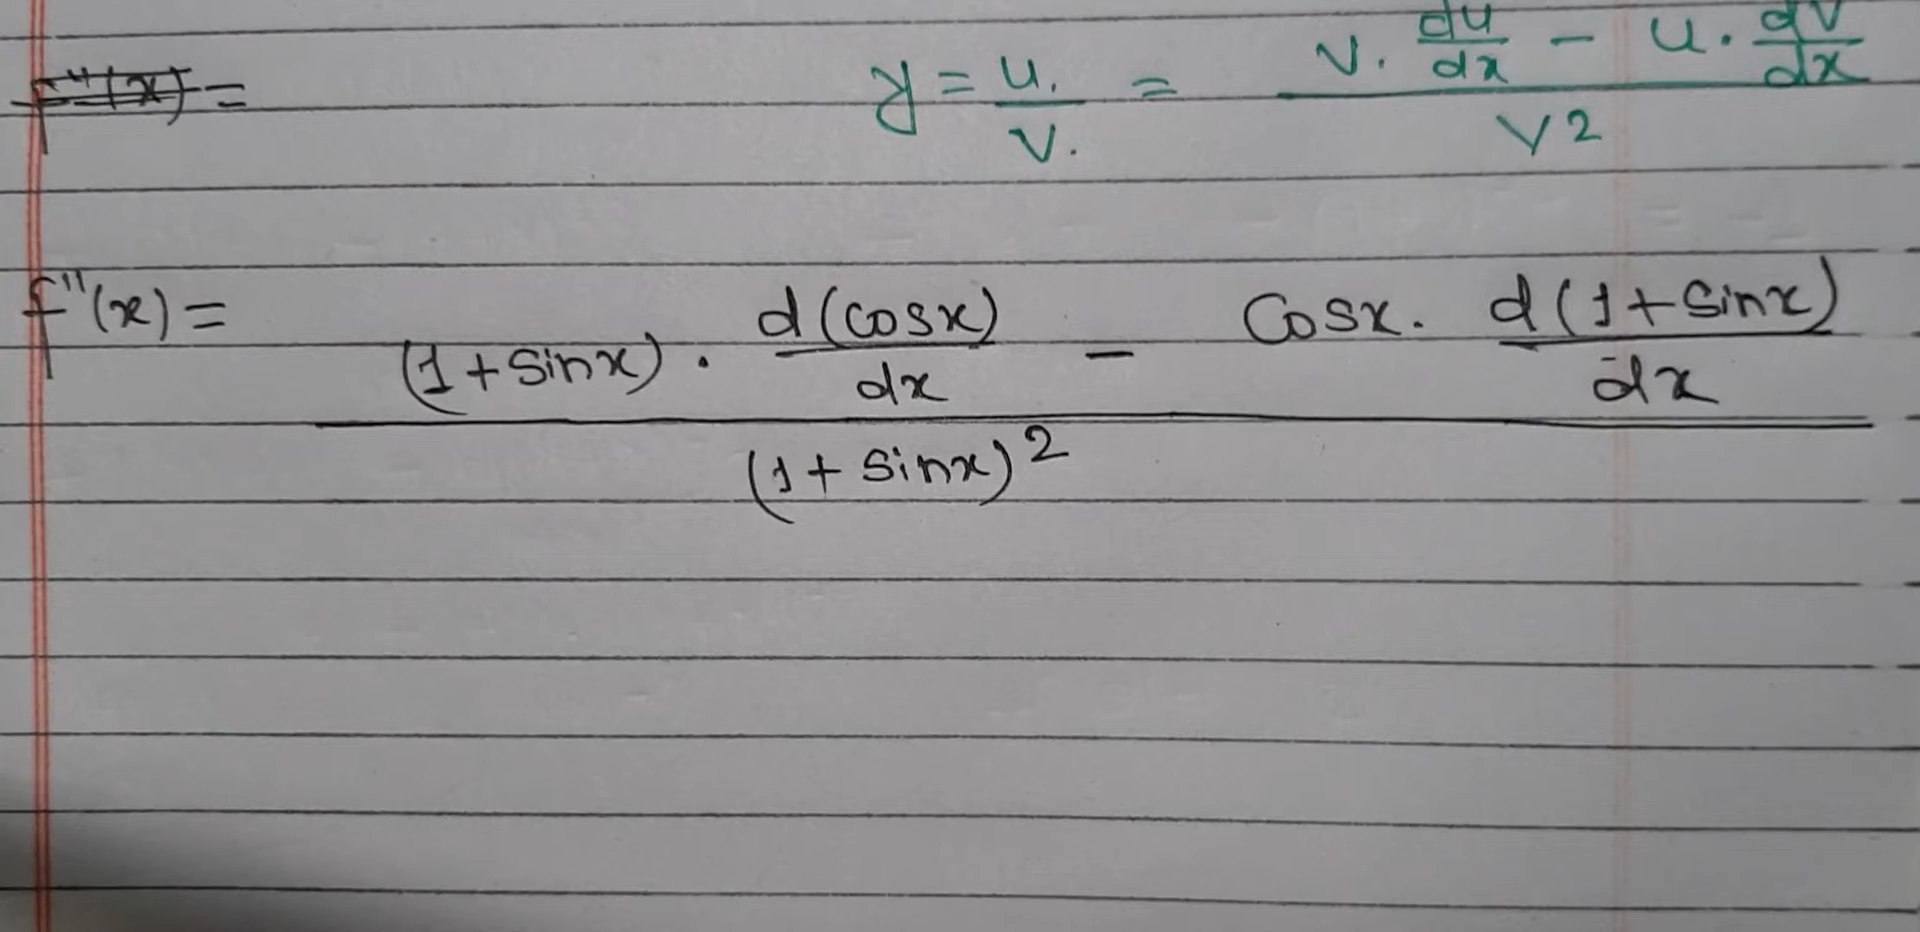 f''(x) =
y = u./v. = (v. du/dx - u. dv/dx)/v²
f''(x) = ((1+sinx) . d(cosx)/dx - cosx. d(1+sinx)/dx)/(1+sinx)²